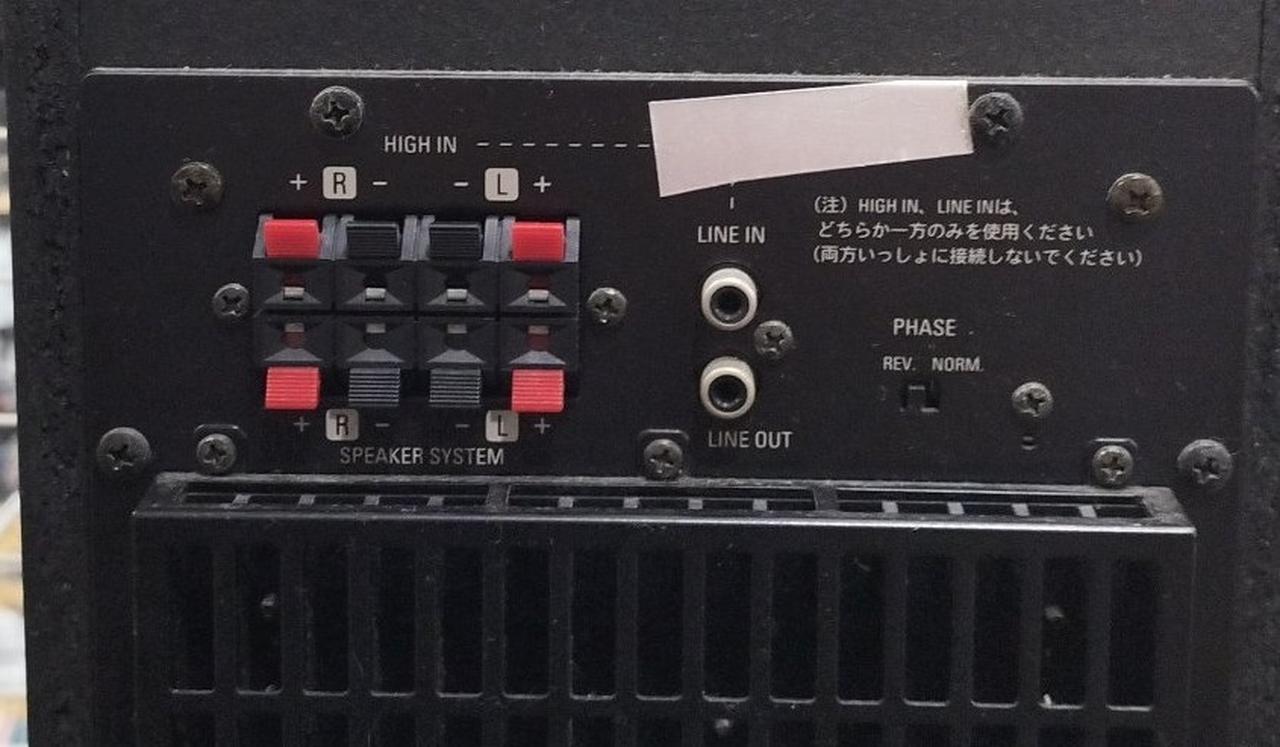 HIGH IN
+ R - - L +
LINE IN
(注) HIGH IN、LINE INは、
どちらか一方のみを使用ください
(両方いっしょに接続しないでください)
PHASE
REV. NORM.
+ R - - L +
SPEAKER SYSTEM
LINE OUT